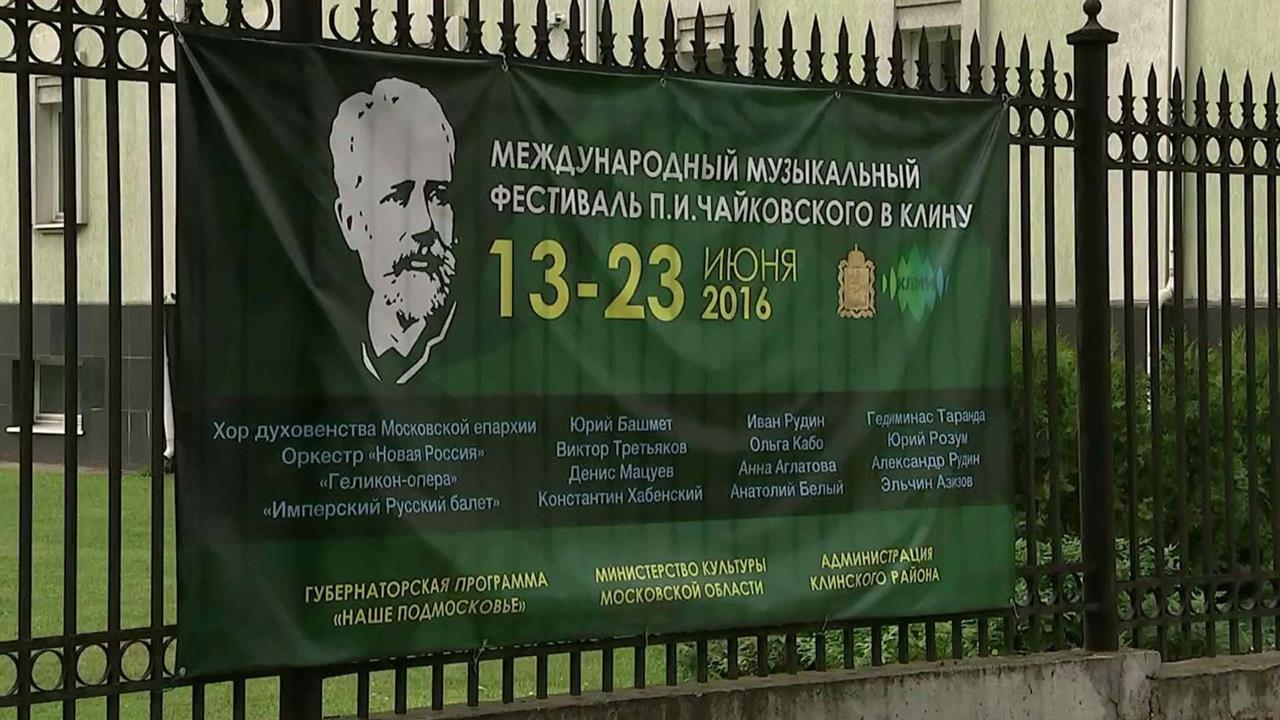 МЕЖДУНАРОДНЫЙ МУЗЫКАЛЬНЫЙ
ФЕСТИВАЛЬ П.И.ЧАЙКОВСКОГО В КЛИНУ
13-23 ИЮНЯ
2016
КЛИН
Хор духовенства Московской епархии
Оркестр «Новая Россия»
«Геликон-опера»
«Имперский Русский балет»
Юрий Башмет
Виктор Третьяков
Денис Мацуев
Константин Хабенский
Иван Рудин
Ольга Кабо
Анна Аглатова
Анатолий Белый
Гедиминас Таранда
Юрий Розум
Александр Рудин
Эльчин Азизов
ГУБЕРНАТОРСКАЯ ПРОГРАММА
«НАШЕ ПОДМОСКОВЬЕ»
МИНИСТЕРСТВО КУЛЬТУРЫ
МОСКОВСКОЙ ОБЛАСТИ
АДМИНИСТРАЦИЯ
КЛИНСКОГО РАЙОНА